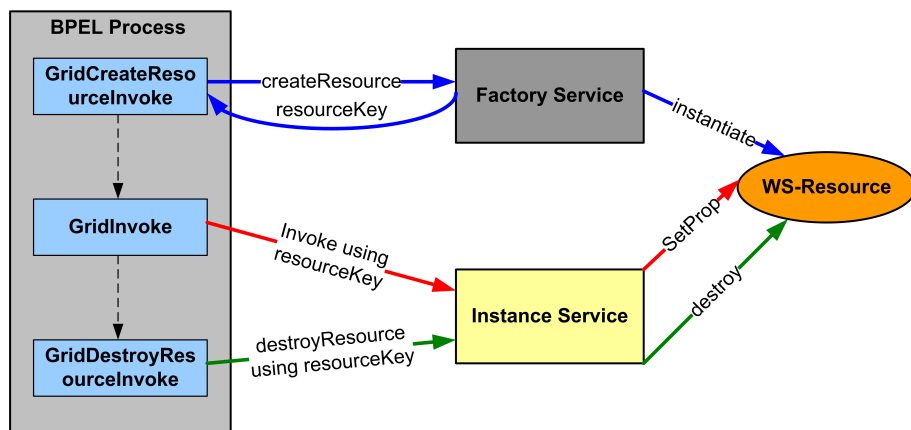 BPEL Process
GridCreateReso
urceInvoke
createResource
resourceKey
Factory Service
instantiate
WS-Resource
GridInvoke
Invoke using
resourceKey
SetProp
Instance Service
destroy
GridDestroyRes
ourceInvoke
destroyResource
using resourceKey